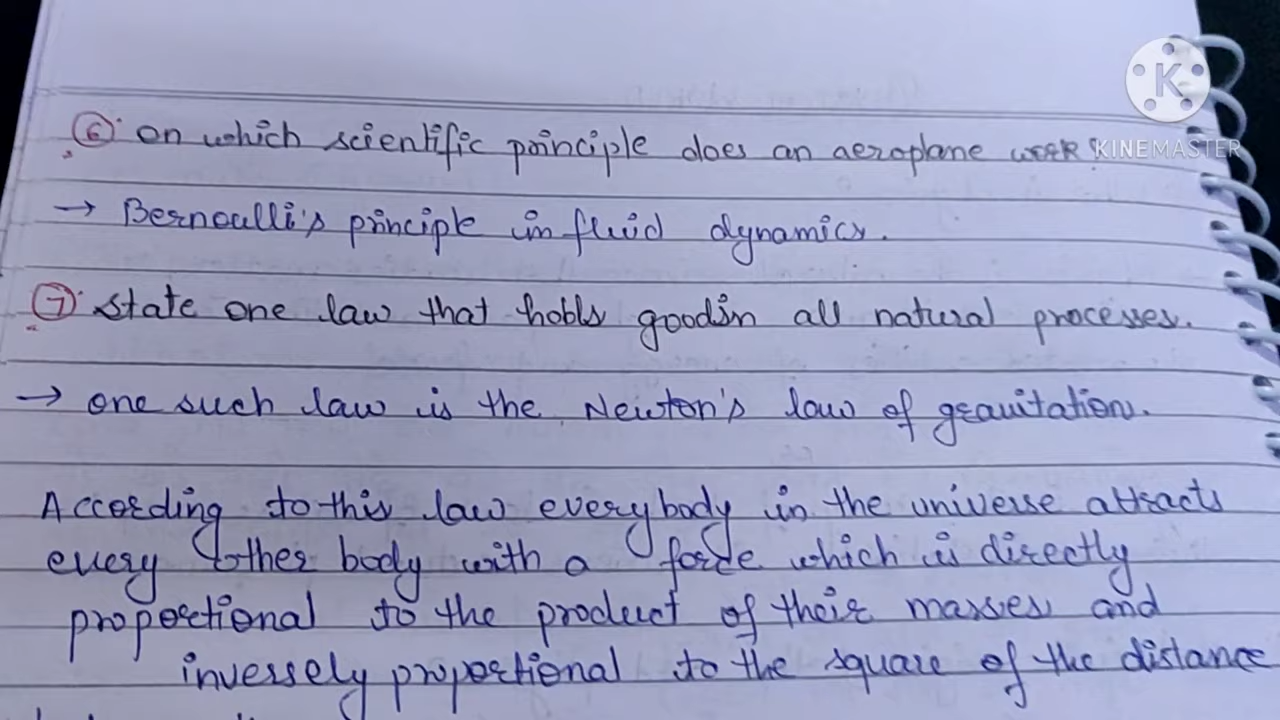 ⑥. on which scientific principle does an aeroplane work
KINEMASTER
→ Bernoulli's principle in fluid dynamics.
⑦. State one law that holds good in all natural processes.
→ one such law is the Newton's law of gravitation.
According to this law everybody in the universe attracts
every other body with a force which is directly
proportional to the product of their masses and
inversely proportional to the square of the distance